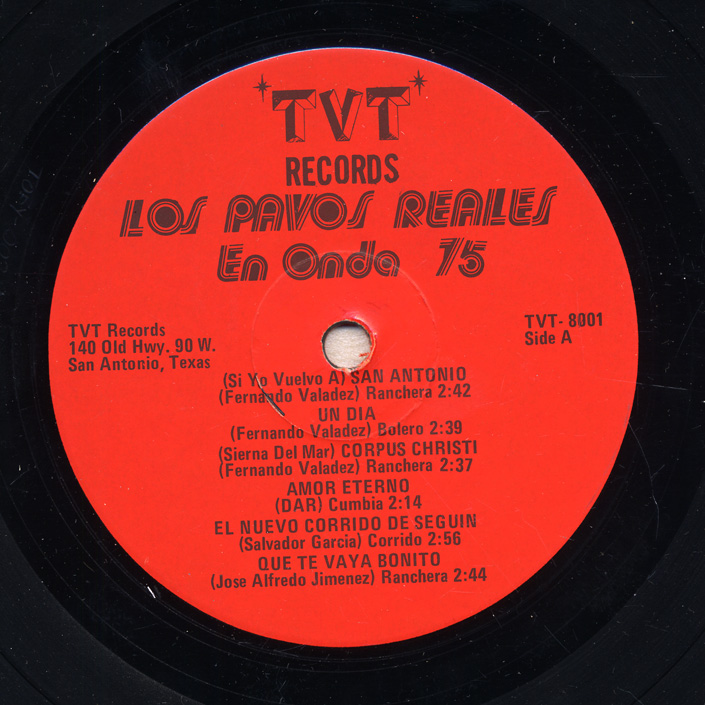 TVT
RECORDS
LOS PAVOS REALES
En Onda 75
TVT Records
140 Old Hwy. 90 W.
San Antonio, Texas
TVT- 8001
Side A
(Si Yo Vuelvo A) SAN ANTONIO
(Fernando Valadez) Ranchera 2:42
UN DIA
(Fernando Valadez) Bolero 2:39
(Sierna Del Mar) CORPUS CHRISTI
(Fernando Valadez) Ranchera 2:37
AMOR ETERNO
(DAR) Cumbia 2:14
EL NUEVO CORRIDO DE SEGUIN
(Salvador Garcia) Corrido 2:56
QUE TE VAYA BONITO
(Jose Alfredo Jimenez) Ranchera 2:44